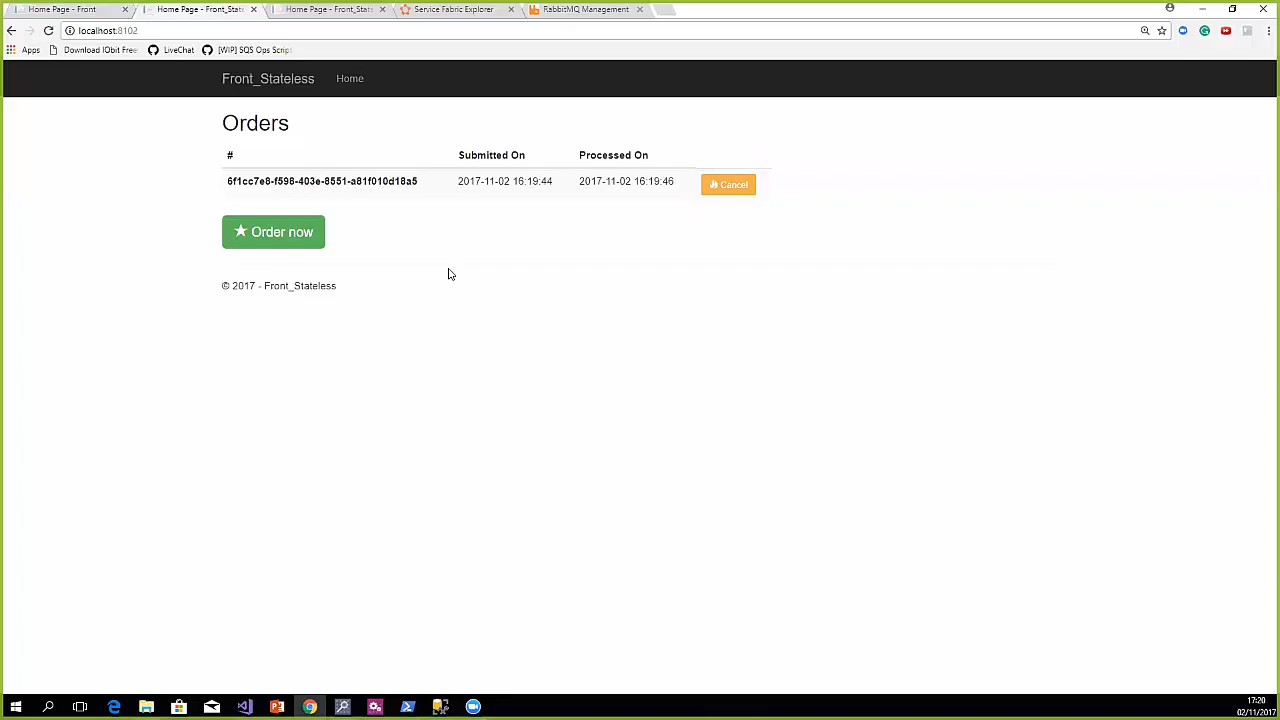 Home Page - Front
Home Page - Front_State
Home Page - Front_State
Service Fabric Explorer
RabbitMQ Management
localhost:8102
Apps
Download IObit Free
LiveChat
[WIP] SQS Ops Script
Front_Stateless
Home
Orders
# Submitted On Processed On
6f1cc7e8-f598-403e-8551-a81f010d18a5 2017-11-02 16:19:44 2017-11-02 16:19:46 Cancel
Order now
© 2017 - Front_Stateless
17:20
02/11/2017